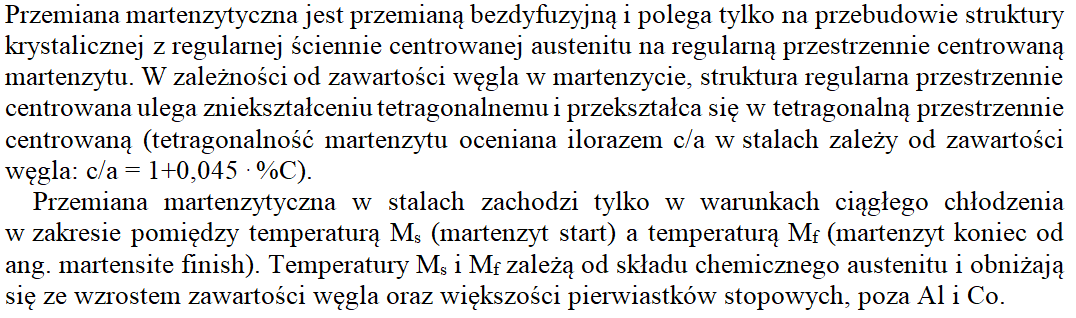 Przemiana martenzytyczna jest przemianą bezdyfuzyjną i polega tylko na przebudowie struktury
krystalicznej z regularnej ściennie centrowanej austenitu na regularną przestrzennie centrowaną
martenzytu. W zależności od zawartości węgla w martenzycie, struktura regularna przestrzennie
centrowana ulega zniekształceniu tetragonalnemu i przekształca się w tetragonalną przestrzennie
centrowaną (tetragonalność martenzytu oceniana ilorazem c/a w stalach zależy od zawartości
węgla: c/a = 1+0,045 · %C).
Przemiana martenzytyczna w stalach zachodzi tylko w warunkach ciągłego chłodzenia
w zakresie pomiędzy temperaturą Ms (martenzyt start) a temperaturą Mf (martenzyt koniec od
ang. martensite finish). Temperatury Ms i Mf zależą od składu chemicznego austenitu i obniżają
się ze wzrostem zawartości węgla oraz większości pierwiastków stopowych, poza Al i Co.